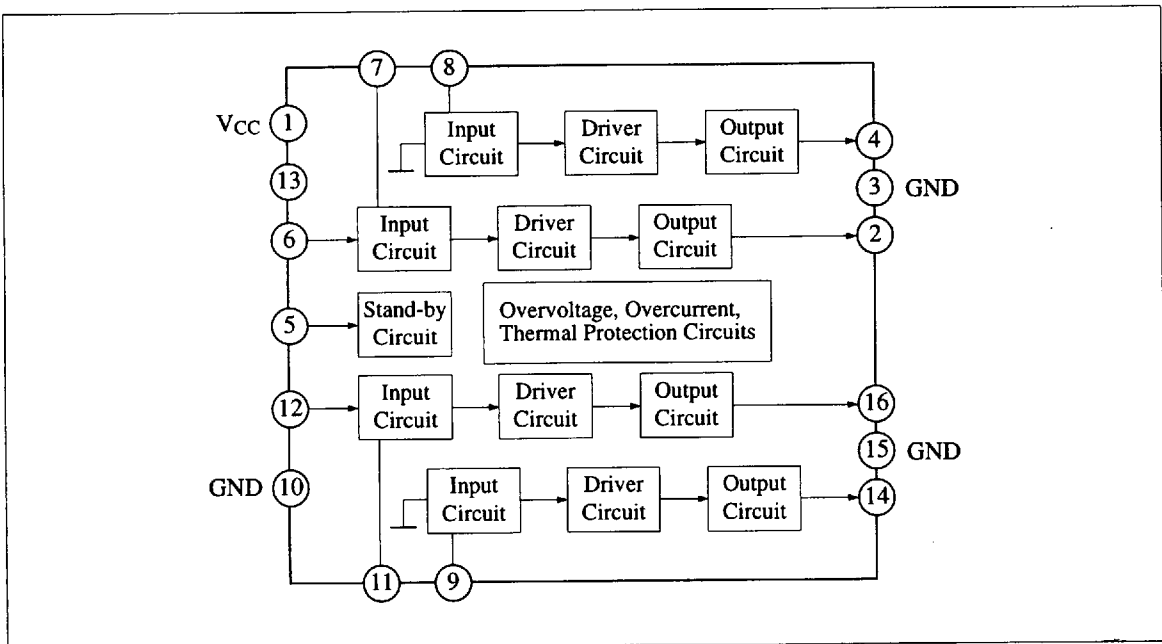 7
8
VCC
1
Input
Circuit
Driver
Circuit
Output
Circuit
4
13
3
GND
6
Input
Circuit
Driver
Circuit
Output
Circuit
2
5
Stand-by
Circuit
Overvoltage, Overcurrent,
Thermal Protection Circuits
12
Input
Circuit
Driver
Circuit
Output
Circuit
16
15
GND
GND
10
Input
Circuit
Driver
Circuit
Output
Circuit
14
11
9